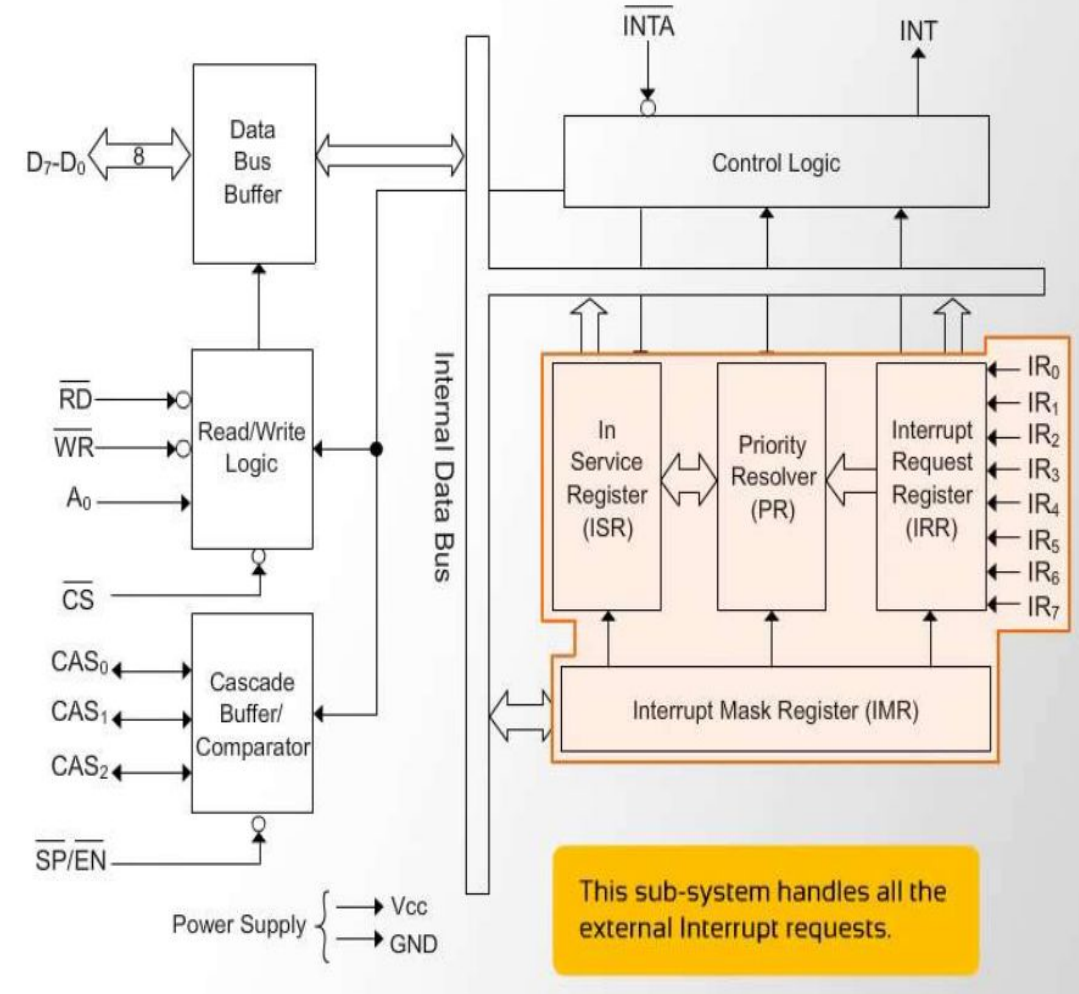 INTA
INT
D₇-D₀
8
Data
Bus
Buffer
Control Logic
Internal Data Bus
RD
WR
A₀
Read/Write
Logic
CS
In
Service
Register
(ISR)
Priority
Resolver
(PR)
Interrupt
Request
Register
(IRR)
IR₀
IR₁
IR₂
IR₃
IR₄
IR₅
IR₆
IR₇
CAS₀
CAS₁
CAS₂
Cascade
Buffer/
Comparator
Interrupt Mask Register (IMR)
SP/EN
Power Supply
Vcc
GND
This sub-system handles all the
external Interrupt requests.